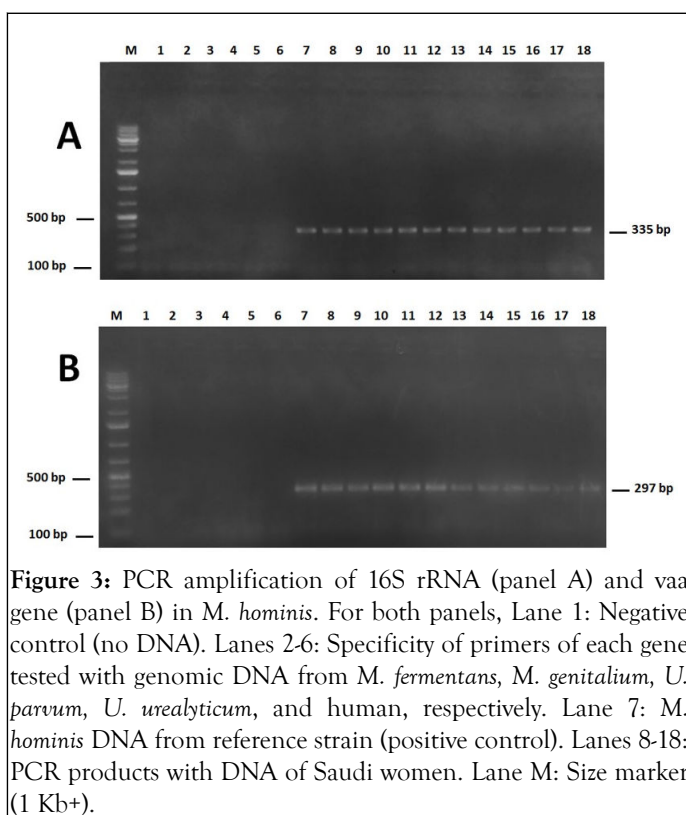 M 1 2 3 4 5 6 7 8 9 10 11 12 13 14 15 16 17 18
A
500 bp
335 bp
100 bp
M 1 2 3 4 5 6 7 8 9 10 11 12 13 14 15 16 17 18
B
500 bp
297 bp
100 bp
Figure 3: PCR amplification of 16S rRNA (panel A) and vaa
gene (panel B) in M. hominis. For both panels, Lane 1: Negative
control (no DNA). Lanes 2-6: Specificity of primers of each gene
tested with genomic DNA from M. fermentans, M. genitalium, U.
parvum, U. urealyticum, and human, respectively. Lane 7: M.
hominis DNA from reference strain (positive control). Lanes 8-18:
PCR products with DNA of Saudi women. Lane M: Size marker
(1 Kb+).